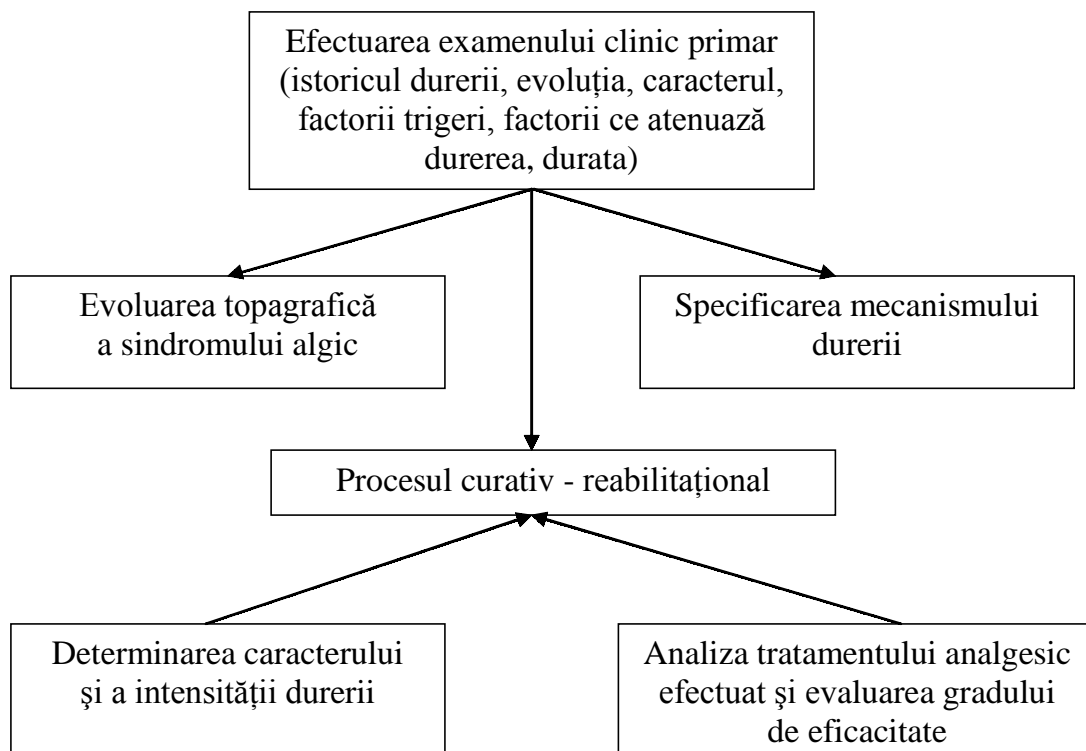 Efectuarea examenului clinic primar
(istoricul durerii, evoluția, caracterul,
factorii trigeri, factorii ce atenuază
durerea, durata)
Evoluarea topagrafică
a sindromului algic
Specificarea mecanismului
durerii
Procesul curativ - reabilitațional
Determinarea caracterului
şi a intensității durerii
Analiza tratamentului analgesic
efectuat şi evaluarea gradului
de eficacitate